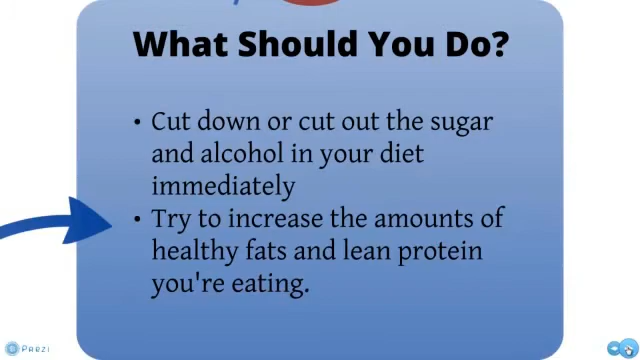 What Should You Do?
• Cut down or cut out the sugar
and alcohol in your diet
immediately
• Try to increase the amounts of
healthy fats and lean protein
you're eating.
Prezi